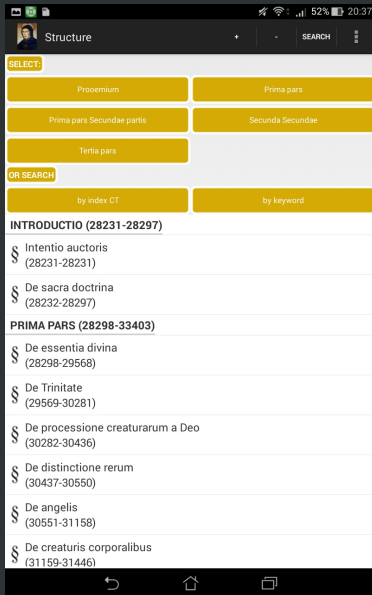 52% 20:37
Structure + - SEARCH
SELECT:
Prooemium Prima pars
Prima pars Secundae partis Secunda Secundae
Tertia pars
OR SEARCH
by index CT by keyword
INTRODUCTIO (28231-28297)
§ Intentio auctoris
(28231-28231)
§ De sacra doctrina
(28232-28297)
PRIMA PARS (28298-33403)
§ De essentia divina
(28298-29568)
§ De Trinitate
(29569-30281)
§ De processione creaturarum a Deo
(30282-30436)
§ De distinctione rerum
(30437-30550)
§ De angelis
(30551-31158)
§ De creaturis corporalibus
(31159-31446)